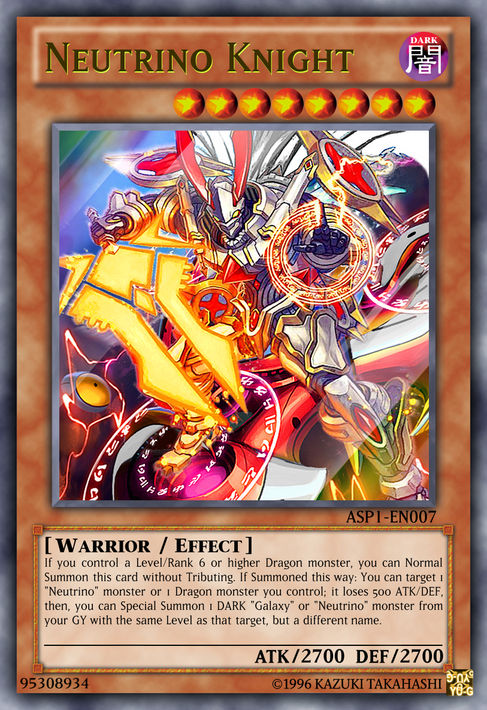 NEUTRINO KNIGHT
DARK
闇
ASP1-EN007
[ WARRIOR / EFFECT ]
If you control a Level/Rank 6 or higher Dragon monster, you can Normal
Summon this card without Tributing. If Summoned this way: You can target 1
"Neutrino" monster or 1 Dragon monster you control; it loses 500 ATK/DEF,
then, you can Special Summon 1 DARK "Galaxy" or "Neutrino" monster from
your GY with the same Level as that target, but a different name.
ATK/2700 DEF/2700
95308934
©1996 KAZUKI TAKAHASHI